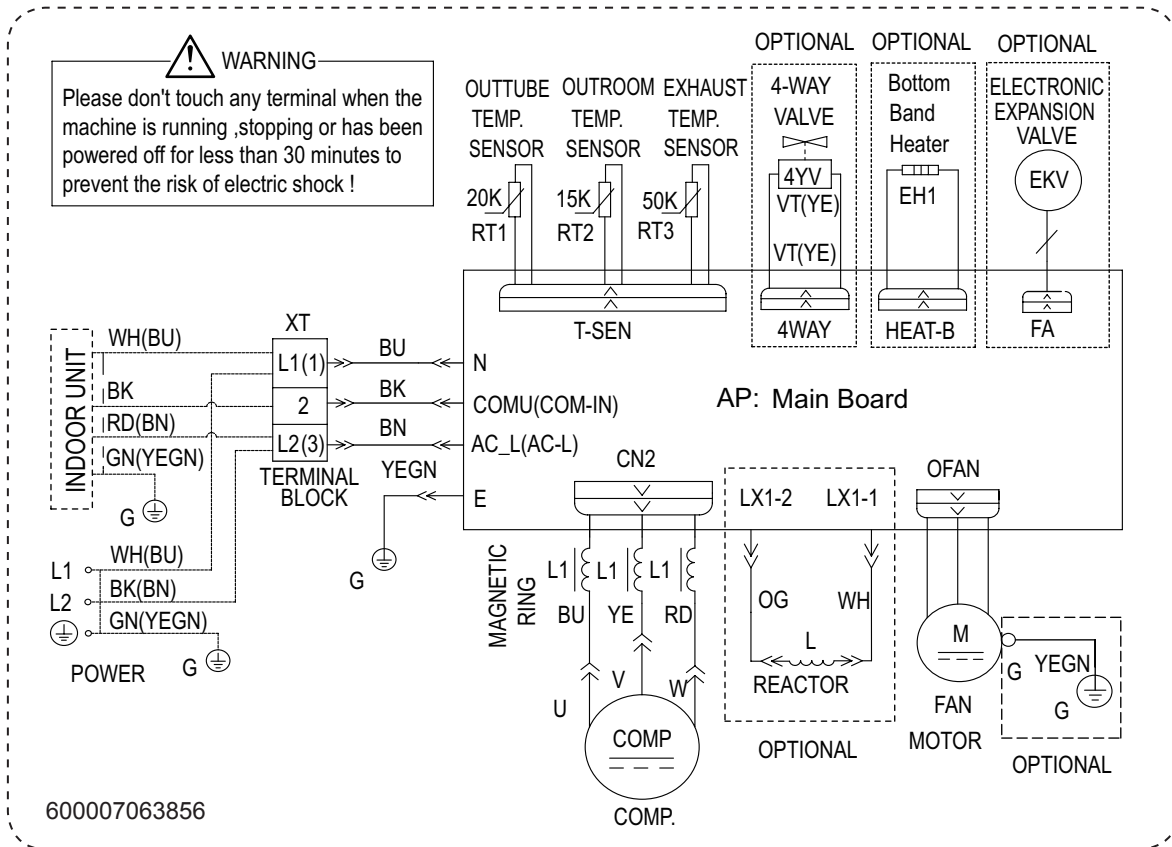 WARNING
Please don't touch any terminal when the
machine is running ,stopping or has been
powered off for less than 30 minutes to
prevent the risk of electric shock !
OUTTUBE
TEMP.
SENSOR
20K
RT1
OUTROOM
TEMP.
SENSOR
15K
RT2
EXHAUST
TEMP.
SENSOR
50K
RT3
T-SEN
OPTIONAL
4-WAY
VALVE
4YV
VT(YE)
VT(YE)
4WAY
OPTIONAL
Bottom
Band
Heater
EH1
HEAT-B
OPTIONAL
ELECTRONIC
EXPANSION
VALVE
EKV
FA
INDOOR UNIT
WH(BU)
BK
RD(BN)
GN(YEGN)
G
XT
L1(1)
2
L2(3)
TERMINAL
BLOCK
BU
BK
BN
YEGN
G
N
COMU(COM-IN)
AC_L(AC-L)
E
AP: Main Board
L1
L2
WH(BU)
BK(BN)
GN(YEGN)
G
POWER
CN2
MAGNETIC
RING
L1
L1
L1
BU
YE
RD
U
V
W
COMP
COMP.
LX1-2
LX1-1
OG
WH
L
REACTOR
OPTIONAL
OFAN
M
FAN
MOTOR
G
YEGN
G
OPTIONAL
600007063856